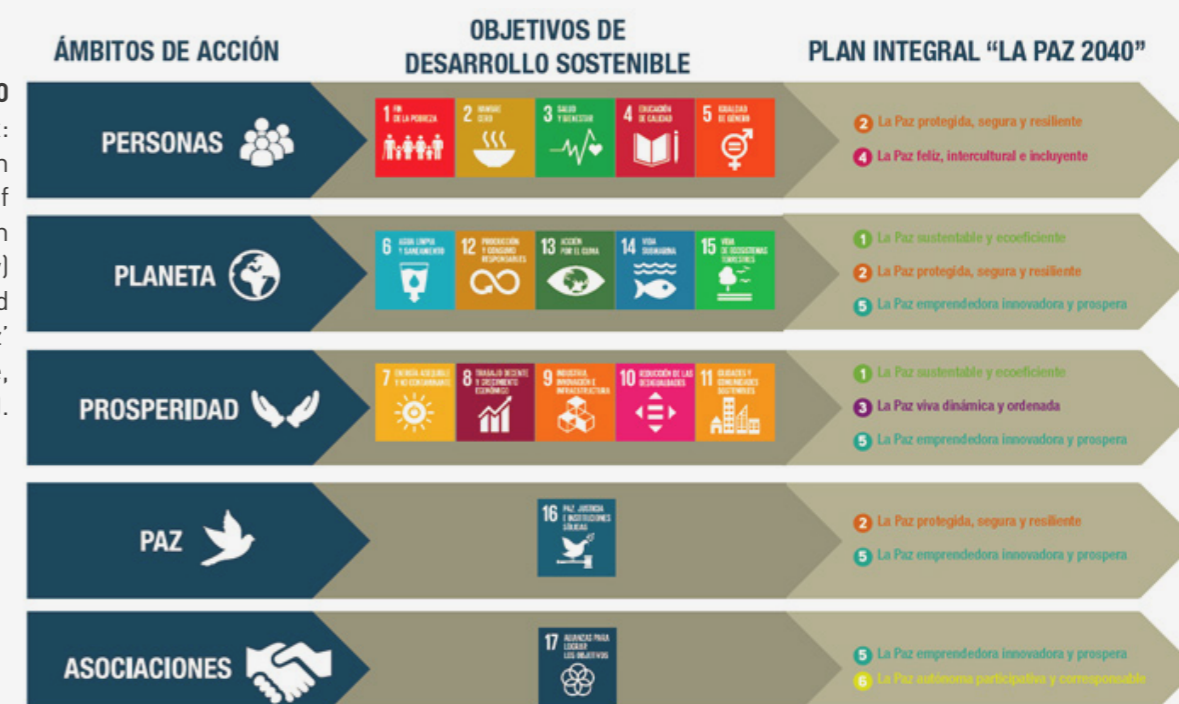 ÁMBITOS DE ACCIÓN
OBJETIVOS DE
DESARROLLO SOSTENIBLE
PLAN INTEGRAL “LA PAZ 2040”
0
:
n
f
n
)
d
’
,
.
PERSONAS
1 FIN
DE LA POBREZA
2 HAMBRE
CERO
3 SALUD
Y BIENESTAR
4 EDUCACIÓN
DE CALIDAD
5 IGUALDAD
DE GÉNERO
2 La Paz protegida, segura y resiliente
4 La Paz feliz, intercultural e incluyente
PLANETA
6 AGUA LIMPIA
Y SANEAMIENTO
12 PRODUCCIÓN
Y CONSUMO
RESPONSABLES
13 ACCIÓN
POR EL CLIMA
14 VIDA
SUBMARINA
15 VIDA
DE ECOSISTEMAS
TERRESTRES
1 La Paz sustentable y ecoeficiente
2 La Paz protegida, segura y resiliente
5 La Paz emprendedora innovadora y prospera
PROSPERIDAD
7 ENERGÍA ASEQUIBLE
Y NO CONTAMINANTE
8 TRABAJO DECENTE
Y CRECIMIENTO
ECONÓMICO
9 INDUSTRIA,
INNOVACIÓN E
INFRAESTRUCTURA
10 REDUCCIÓN DE LAS
DESIGUALDADES
11 CIUDADES Y
COMUNIDADES
SOSTENIBLES
1 La Paz sustentable y ecoeficiente
3 La Paz viva dinámica y ordenada
5 La Paz emprendedora innovadora y prospera
PAZ
16 PAZ, JUSTICIA
E INSTITUCIONES
SÓLIDAS
2 La Paz protegida, segura y resiliente
5 La Paz emprendedora innovadora y prospera
ASOCIACIONES
17 ALIANZAS PARA
LOGRAR
LOS OBJETIVOS
5 La Paz emprendedora innovadora y prospera
6 La Paz autónoma participativa y corresponsable